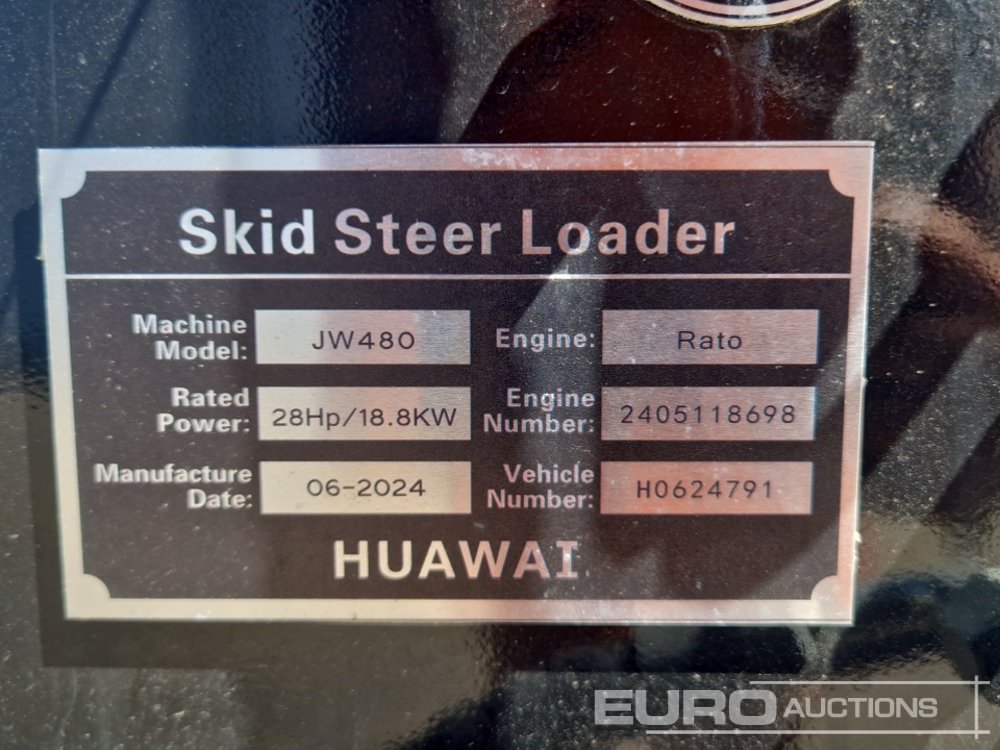 Skid Steer Loader
Machine Model: JW480
Engine: Rato
Rated Power: 28Hp/18.8KW
Engine Number: 2405118698
Manufacture Date: 06-2024
Vehicle Number: H0624791
HUAWAI
EURO AUCTIONS